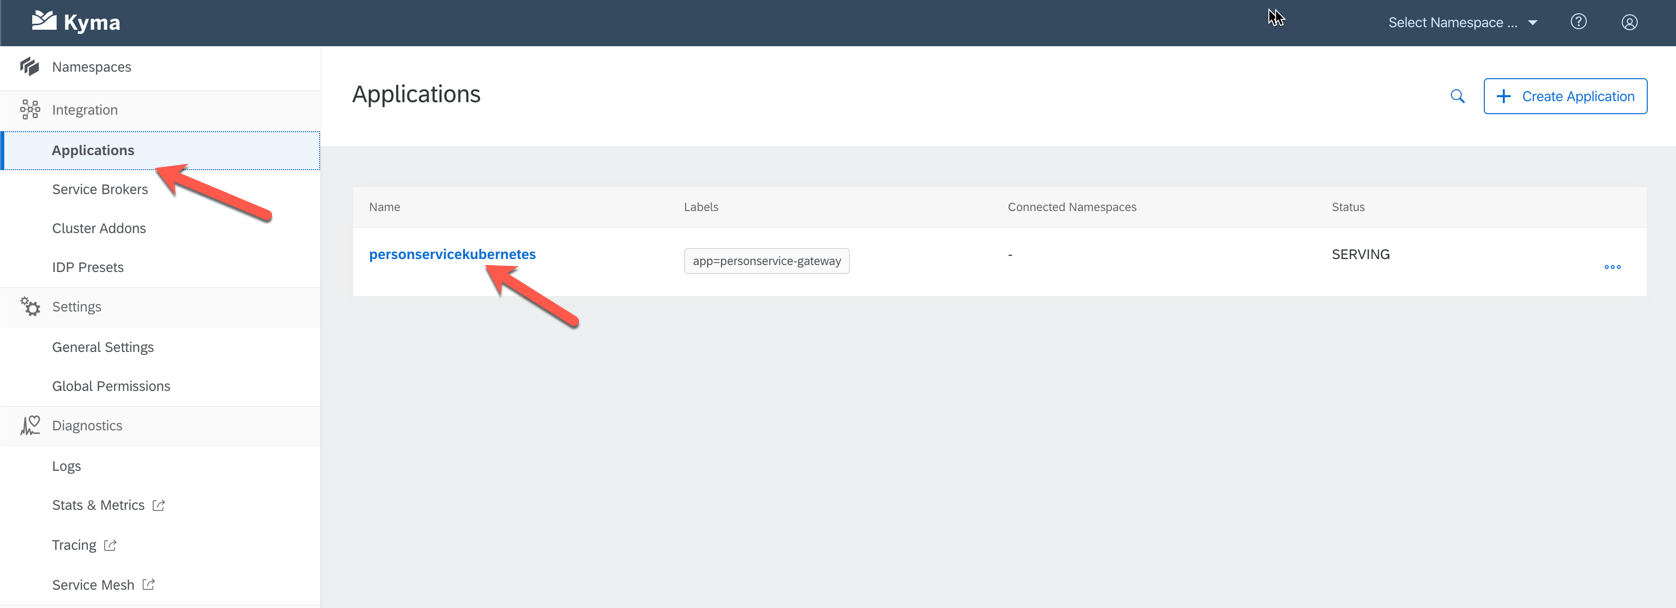 Kyma
Select Namespace ...
Namespaces
Integration
Applications
Service Brokers
Cluster Addons
IDP Presets
Settings
General Settings
Global Permissions
Diagnostics
Logs
Stats & Metrics
Tracing
Service Mesh
Applications
Create Application
Name Labels Connected Namespaces Status
personservicekubernetes app=personservice-gateway - SERVING